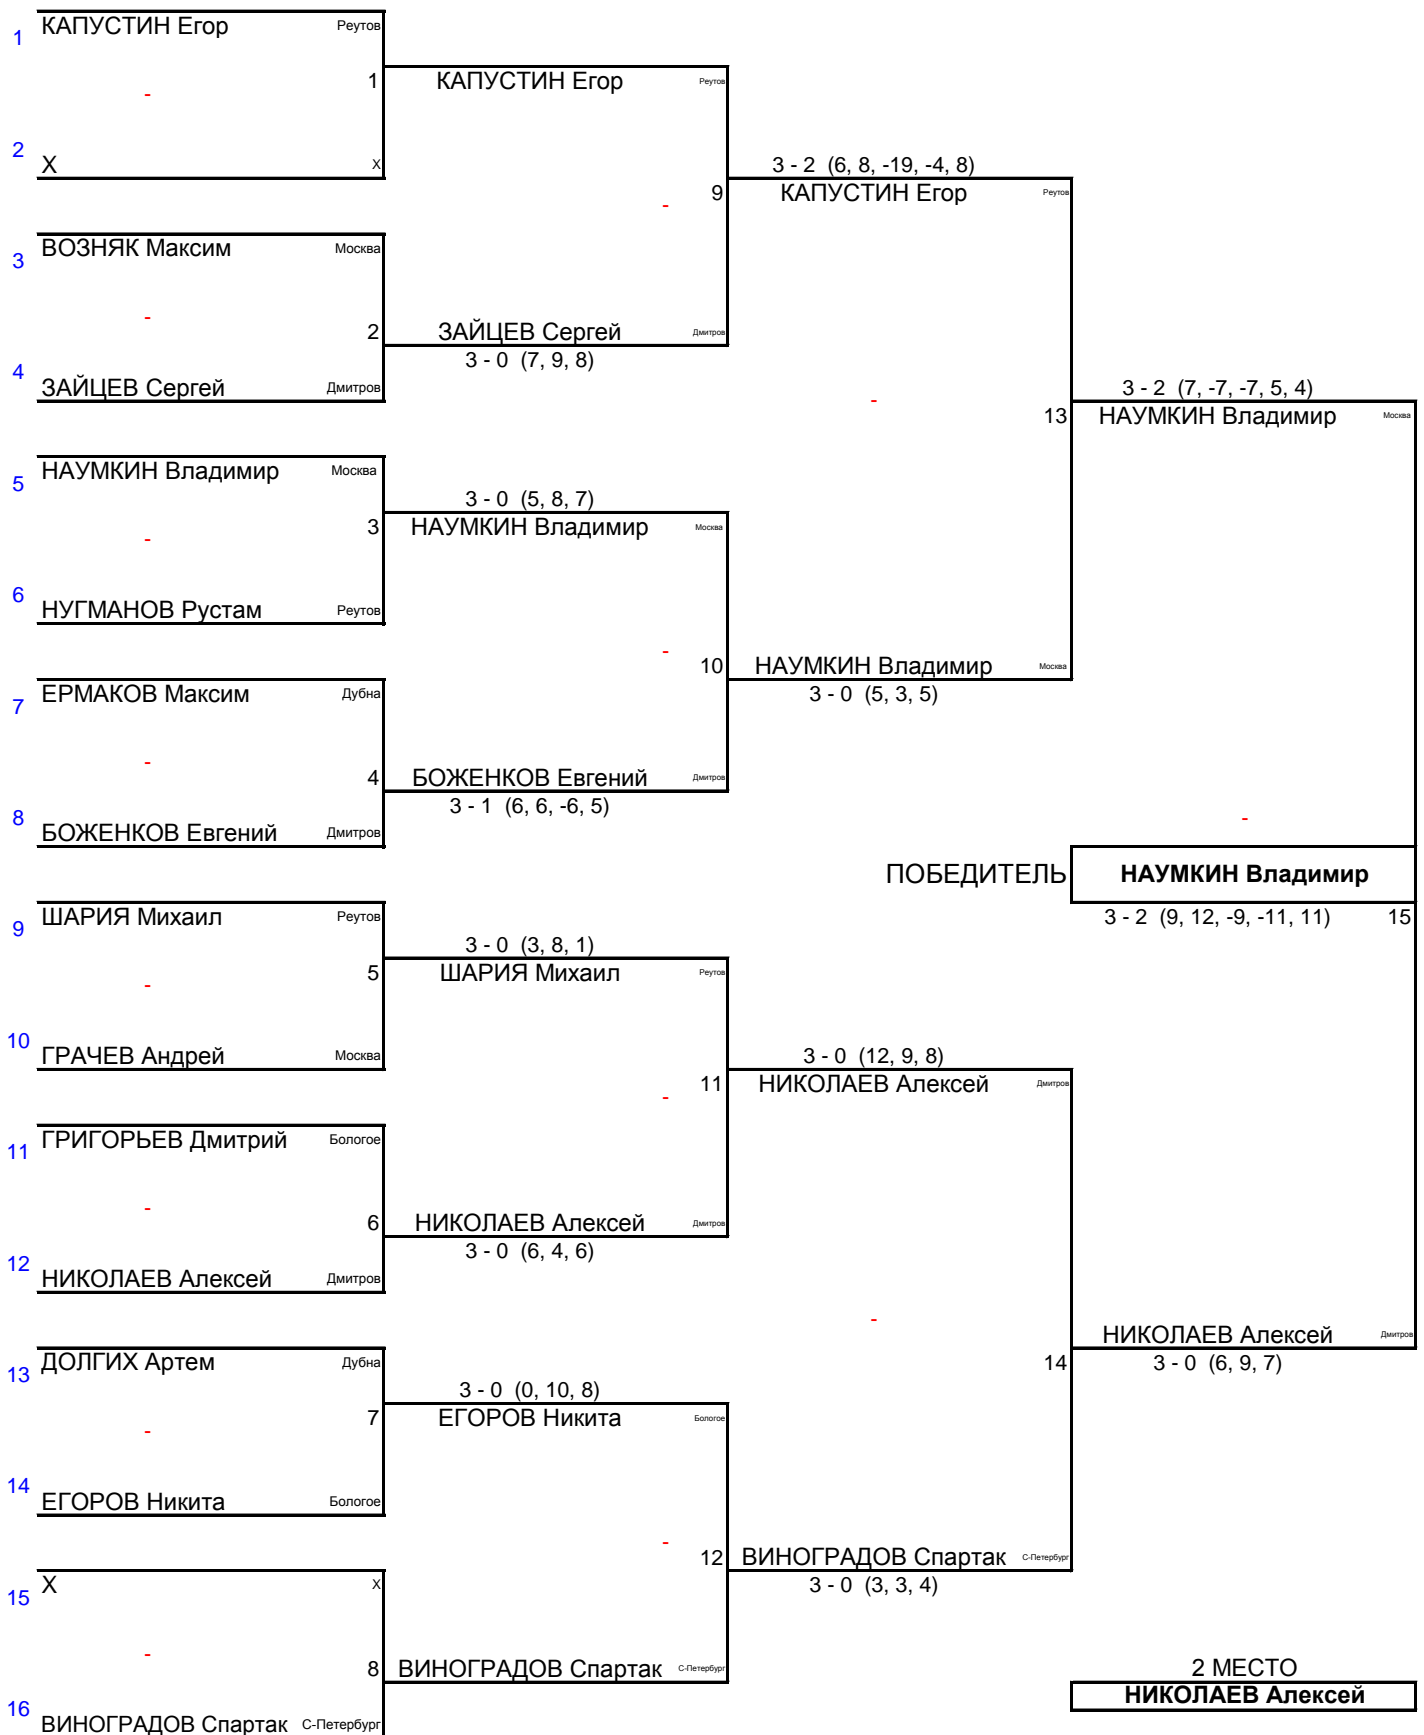 1 КАПУСТИН Егор Реутов
-
1 КАПУСТИН Егор Реутов
2 X X
3 - 2 (6, 8, -19, -4, 8)
- 9 КАПУСТИН Егор Реутов
3 ВОЗНЯК Максим Москва
-
2 ЗАЙЦЕВ Сергей Дмитров
3 - 0 (7, 9, 8)
4 ЗАЙЦЕВ Сергей Дмитров
3 - 2 (7, -7, -7, 5, 4)
- 13 НАУМКИН Владимир Москва
5 НАУМКИН Владимир Москва
3 - 0 (5, 8, 7)
- 3 НАУМКИН Владимир Москва
6 НУГМАНОВ Рустам Реутов
- 10 НАУМКИН Владимир Москва
3 - 0 (5, 3, 5)
7 ЕРМАКОВ Максим Дубна
-
4 БОЖЕНКОВ Евгений Дмитров
3 - 1 (6, 6, -6, 5)
8 БОЖЕНКОВ Евгений Дмитров
-
ПОБЕДИТЕЛЬ НАУМКИН Владимир
3 - 2 (9, 12, -9, -11, 11) 15
9 ШАРИЯ Михаил Реутов
3 - 0 (3, 8, 1)
- 5 ШАРИЯ Михаил Реутов
10 ГРАЧЕВ Андрей Москва
3 - 0 (12, 9, 8)
- 11 НИКОЛАЕВ Алексей Дмитров
11 ГРИГОРЬЕВ Дмитрий Бологое
-
6 НИКОЛАЕВ Алексей Дмитров
3 - 0 (6, 4, 6)
12 НИКОЛАЕВ Алексей Дмитров
-
14 НИКОЛАЕВ Алексей Дмитров
3 - 0 (6, 9, 7)
13 ДОЛГИХ Артем Дубна
3 - 0 (0, 10, 8)
- 7 ЕГОРОВ Никита Бологое
14 ЕГОРОВ Никита Бологое
- 12 ВИНОГРАДОВ Спартак С-Петербург
3 - 0 (3, 3, 4)
15 X X
-
8 ВИНОГРАДОВ Спартак С-Петербург
16 ВИНОГРАДОВ Спартак С-Петербург
2 МЕСТО
НИКОЛАЕВ Алексей